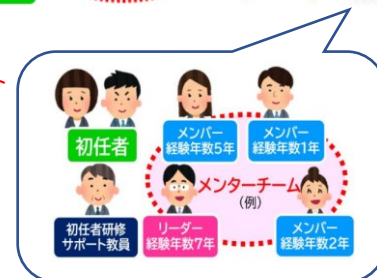 初任者
メンバー
経験年数5年
メンバー
経験年数1年
メンターチーム
(例)
初任者研修
サポート教員
リーダー
経験年数7年
メンバー
経験年数2年